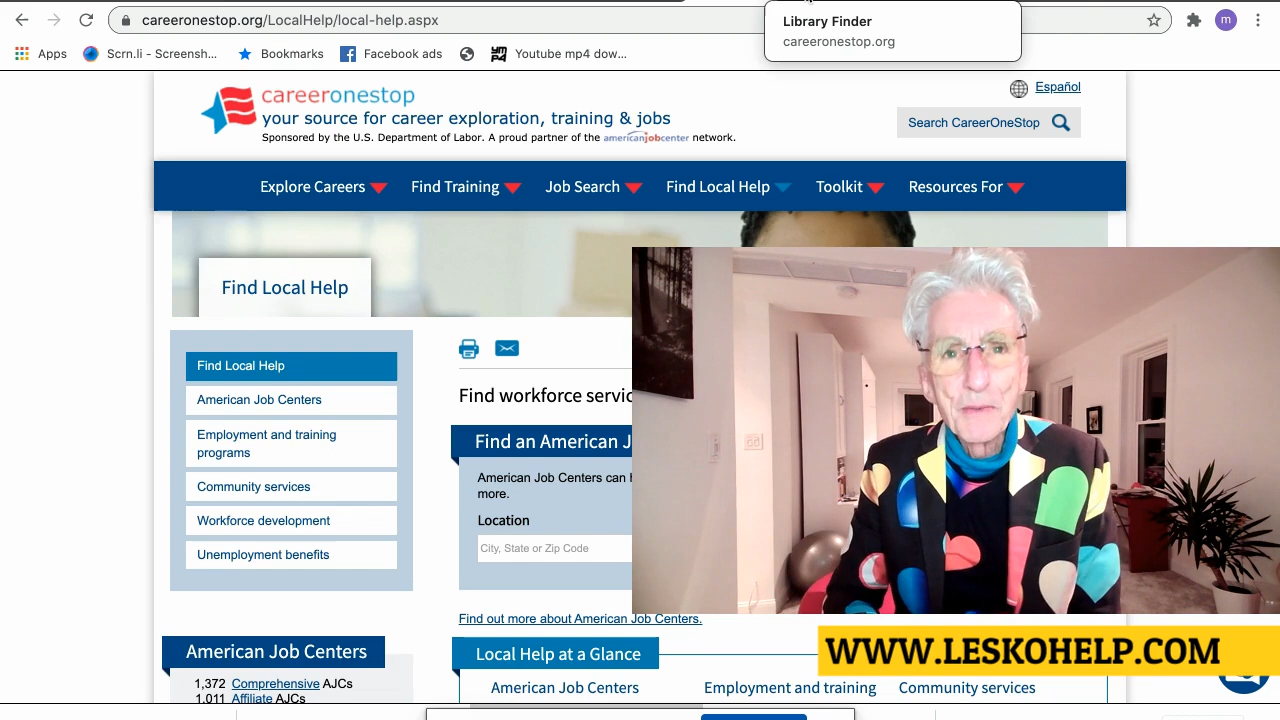 careeronestop.org/LocalHelp/local-help.aspx
Library Finder
careeronestop.org
m
Apps
Scrn.li - Screensh...
Bookmarks
Facebook ads
Youtube mp4 dow...
Español
careeronestop
your source for career exploration, training & jobs
Sponsored by the U.S. Department of Labor. A proud partner of the americanjobcenter network.
Search CareerOneStop
Explore Careers
Find Training
Job Search
Find Local Help
Toolkit
Resources For
Find Local Help
Find Local Help
American Job Centers
Employment and training
programs
Community services
Workforce development
Unemployment benefits
Find workforce servic
Find an American J
American Job Centers can h
more.
Location
City, State or Zip Code
Find out more about American Job Centers.
WWW.LESKOHELP.COM
American Job Centers
1,372 Comprehensive AJCs
1,011 Affiliate AJCs
Local Help at a Glance
American Job Centers
Employment and training
Community services